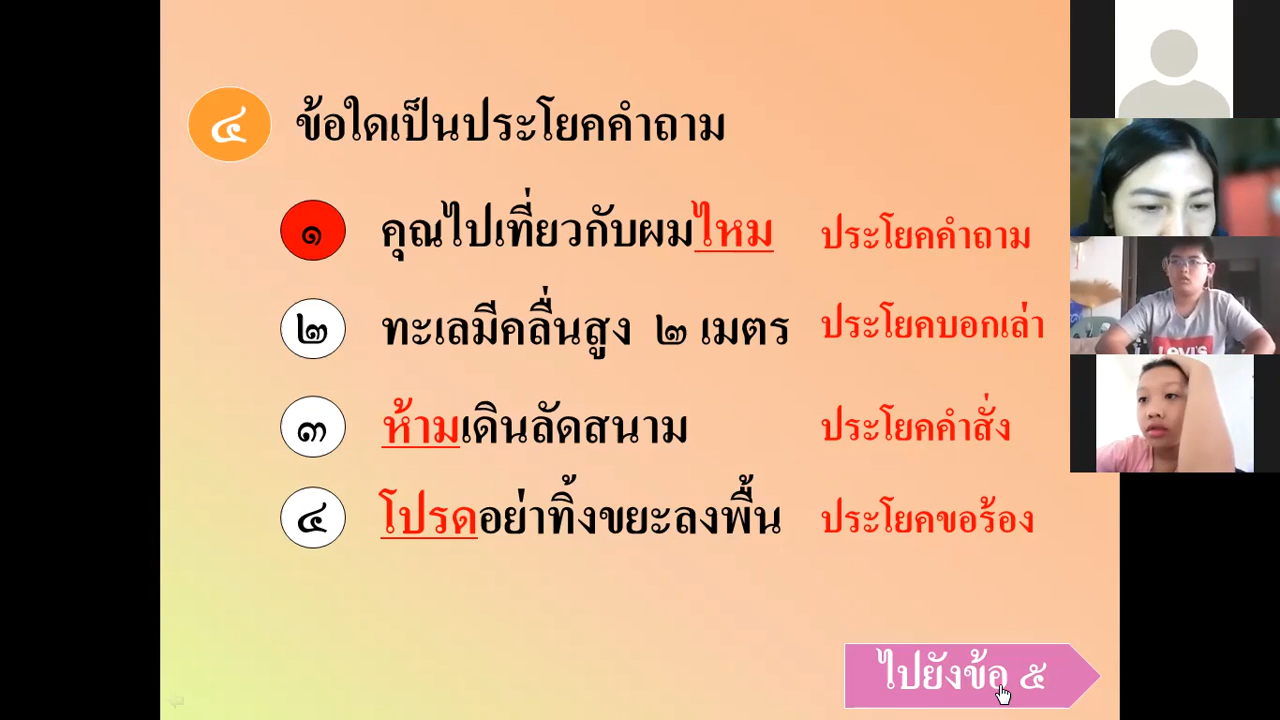 ๔ ข้อใดเป็นประโยคคำถาม
๑ คุณไปเที่ยวกับผมไหม ประโยคคำถาม
๒ ทะเลมีคลื่นสูง ๒ เมตร ประโยคบอกเล่า
๓ ห้ามเดินลัดสนาม ประโยคคำสั่ง
๔ โปรดอย่าทิ้งขยะลงพื้น ประโยคขอร้อง
ไปยังข้อ ๕
LEVI'S